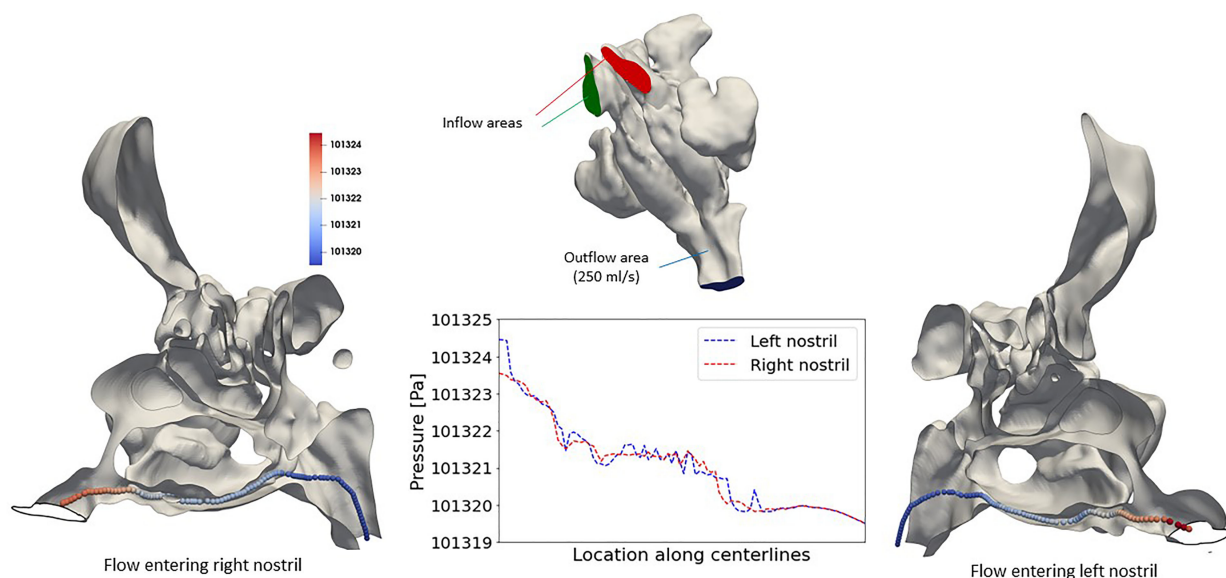 Inflow areas
101324
101323
101322
101321
101320
Outflow area
(250 ml/s)
101325
101324
101323
101322
101321
101320
101319
Pressure [Pa]
Left nostril
Right nostril
Location along centerlines
Flow entering right nostril
Flow entering left nostril